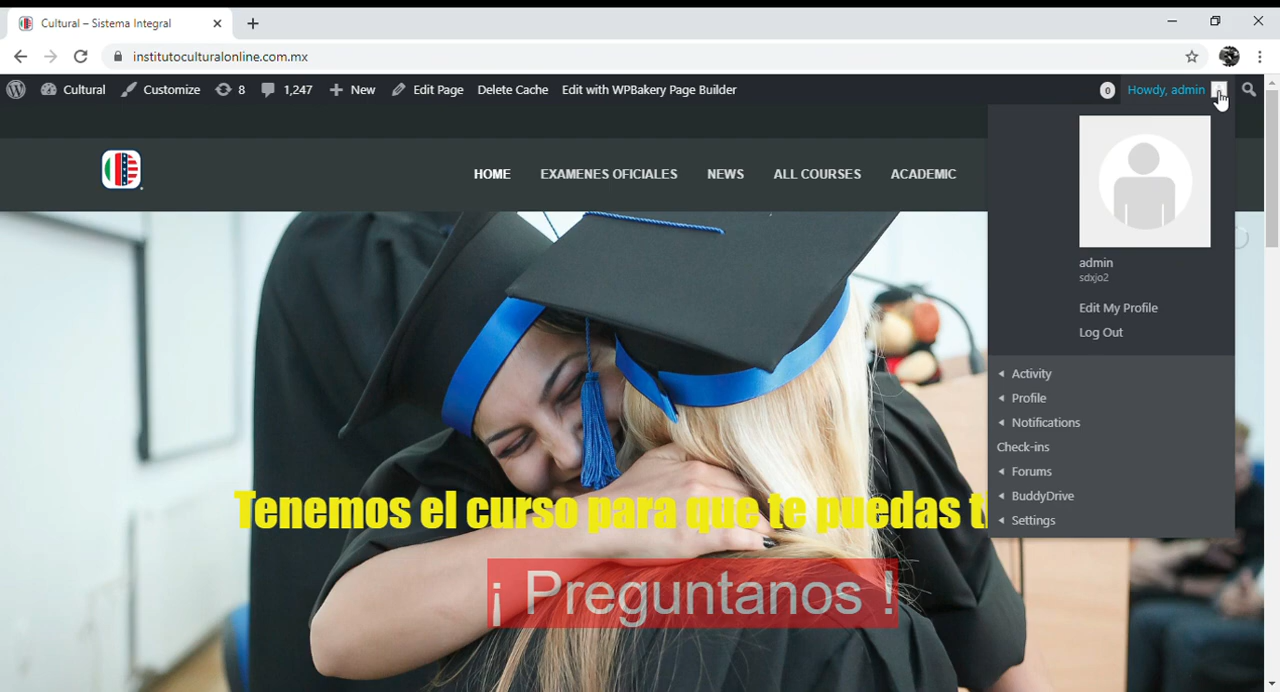 Cultural – Sistema Integral
institutoculturalonline.com.mx
Cultural Customize 8 1,247 New Edit Page Delete Cache Edit with WPBakery Page Builder 0 Howdy, admin
HOME EXAMENES OFICIALES NEWS ALL COURSES ACADEMIC
admin
sdxjo2
Edit My Profile
Log Out
Activity
Profile
Notifications
Check-ins
Forums
BuddyDrive
Settings
Tenemos el curso para que te puedas
¡ Preguntanos !